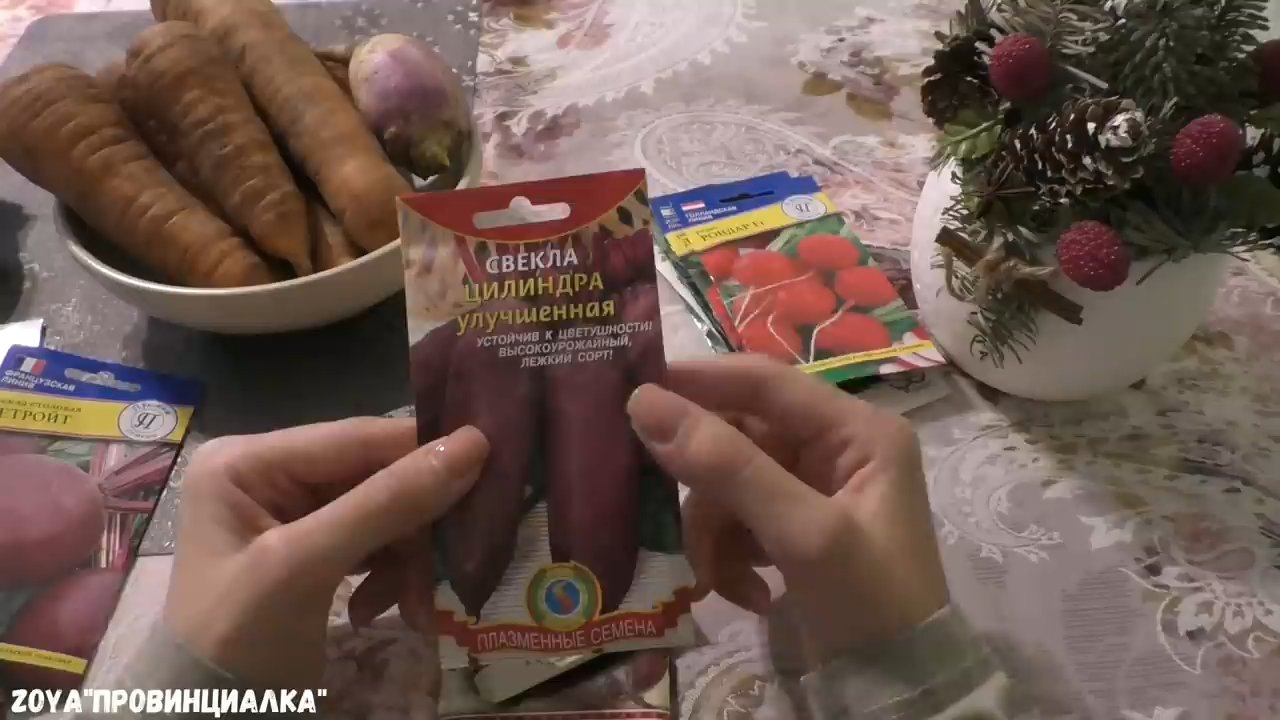 СВЕКЛА
ЦИЛИНДРА
улучшенная
УСТОЙЧИВ К ЦВЕТУШНОСТИ!
ВЫСОКОУРОЖАЙНЫЙ,
ЛЕЖКИЙ СОРТ!
ПЛАЗМЕННЫЕ СЕМЕНА
ГОЛЛАНДСКАЯ
ЛИНИЯ
РОНДАР F1
ФРАНЦУЗСКАЯ
ЛИНИЯ
столовая
ЕТРОЙТ
ZOYA"ПРОВИНЦИАЛКА"